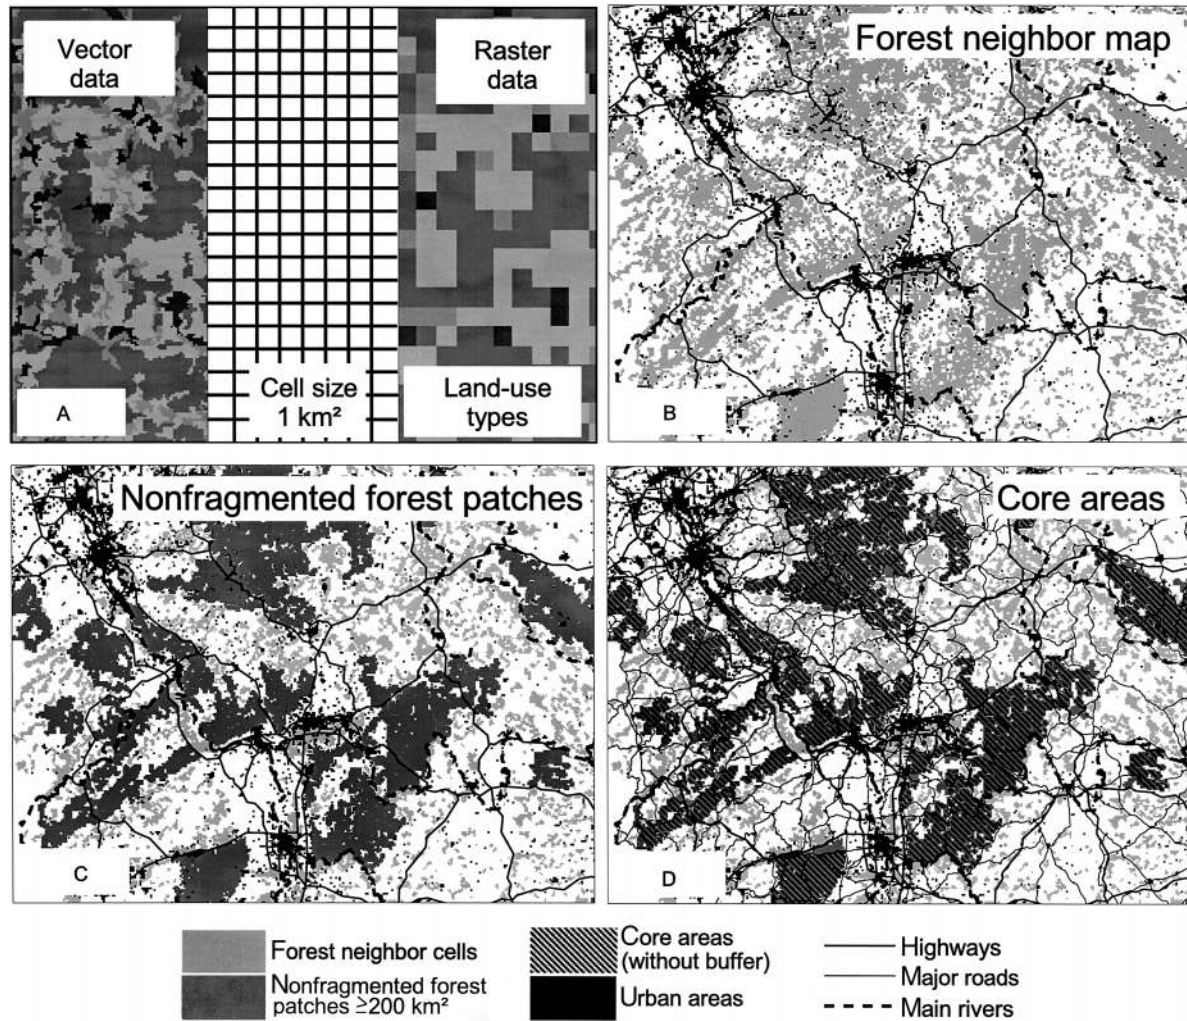 Vector
data
Raster
data
Cell size
1 km²
Land-use
types
A
Forest neighbor map
B
Nonfragmented forest patches
C
Core areas
D
Forest neighbor cells
Nonfragmented forest
patches ≥200 km²
Core areas
(without buffer)
Urban areas
Highways
Major roads
Main rivers